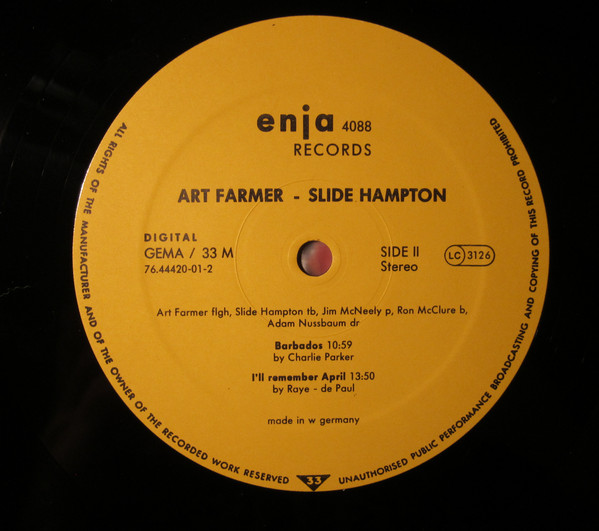 enja 4088
RECORDS
ART FARMER - SLIDE HAMPTON
DIGITAL
GEMA / 33 M
76.44420-01-2
SIDE II
Stereo
LC 3126
Art Farmer flgh, Slide Hampton tb, Jim McNeely p, Ron McClure b,
Adam Nussbaum dr
Barbados 10:59
by Charlie Parker
I'll remember April 13:50
by Raye - de Paul
made in w germany
ALL RIGHTS OF THE MANUFACTURER AND OF THE OWNER OF THE RECORDED WORK RESERVED
33
UNAUTHORISED PUBLIC PERFORMANCE BROADCASTING AND COPYING OF THIS RECORD PROHIBITED